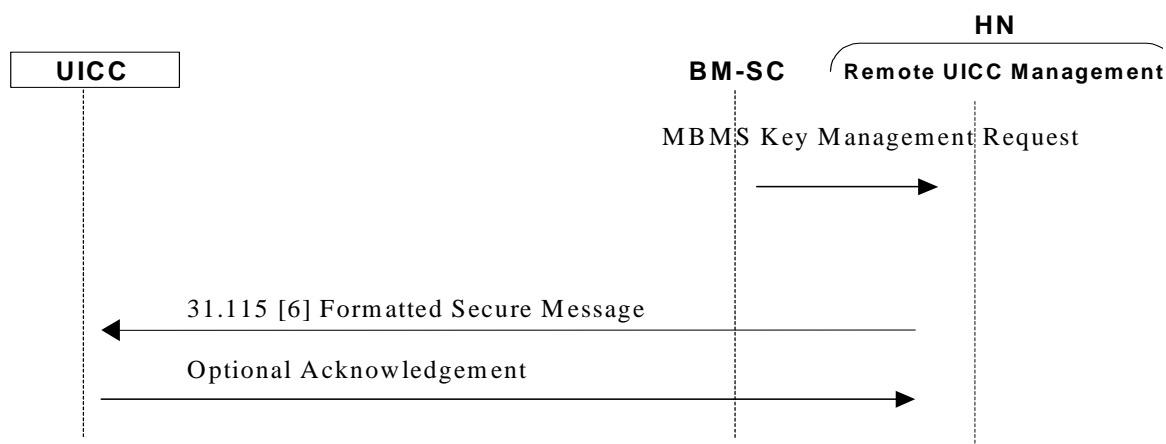 HN
UICC
BM-SC
Remote UICC Management
MBMS Key Management Request
31.115 [6] Formatted Secure Message
Optional Acknowledgement